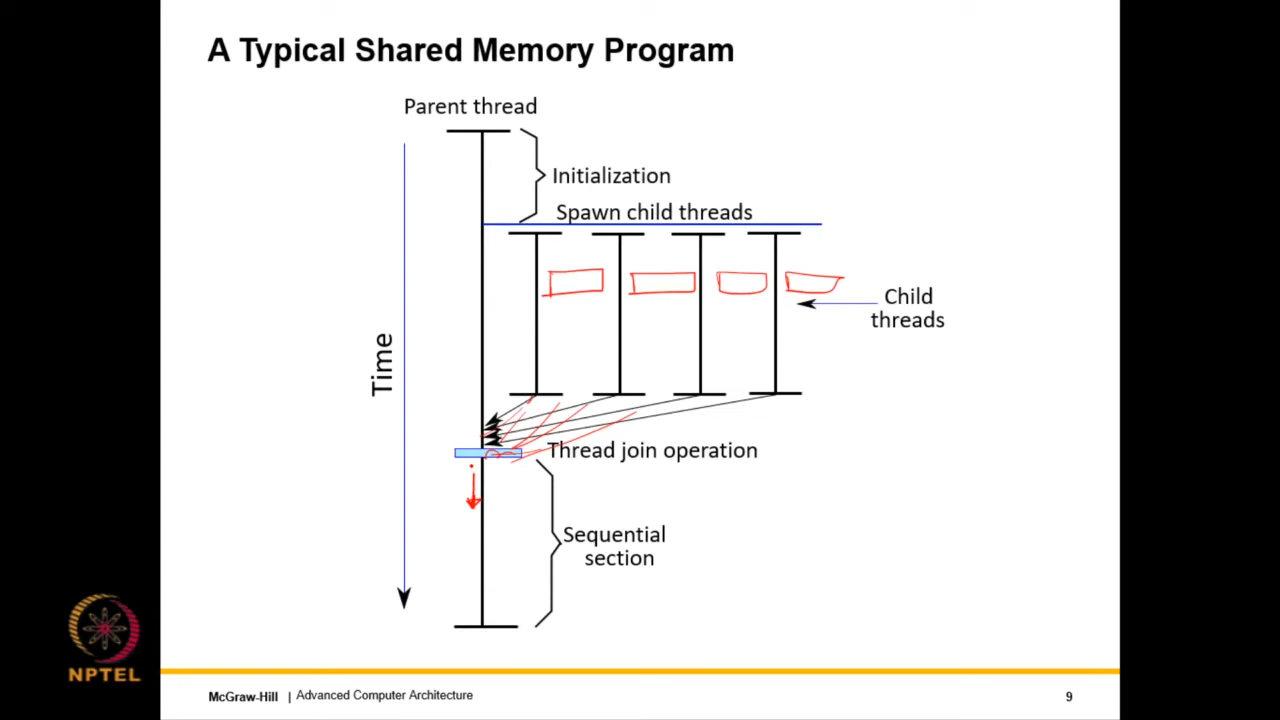 A Typical Shared Memory Program
Parent thread
Initialization
Spawn child threads
Child
threads
Time
Thread join operation
Sequential
section
NPTEL
McGraw-Hill | Advanced Computer Architecture
9